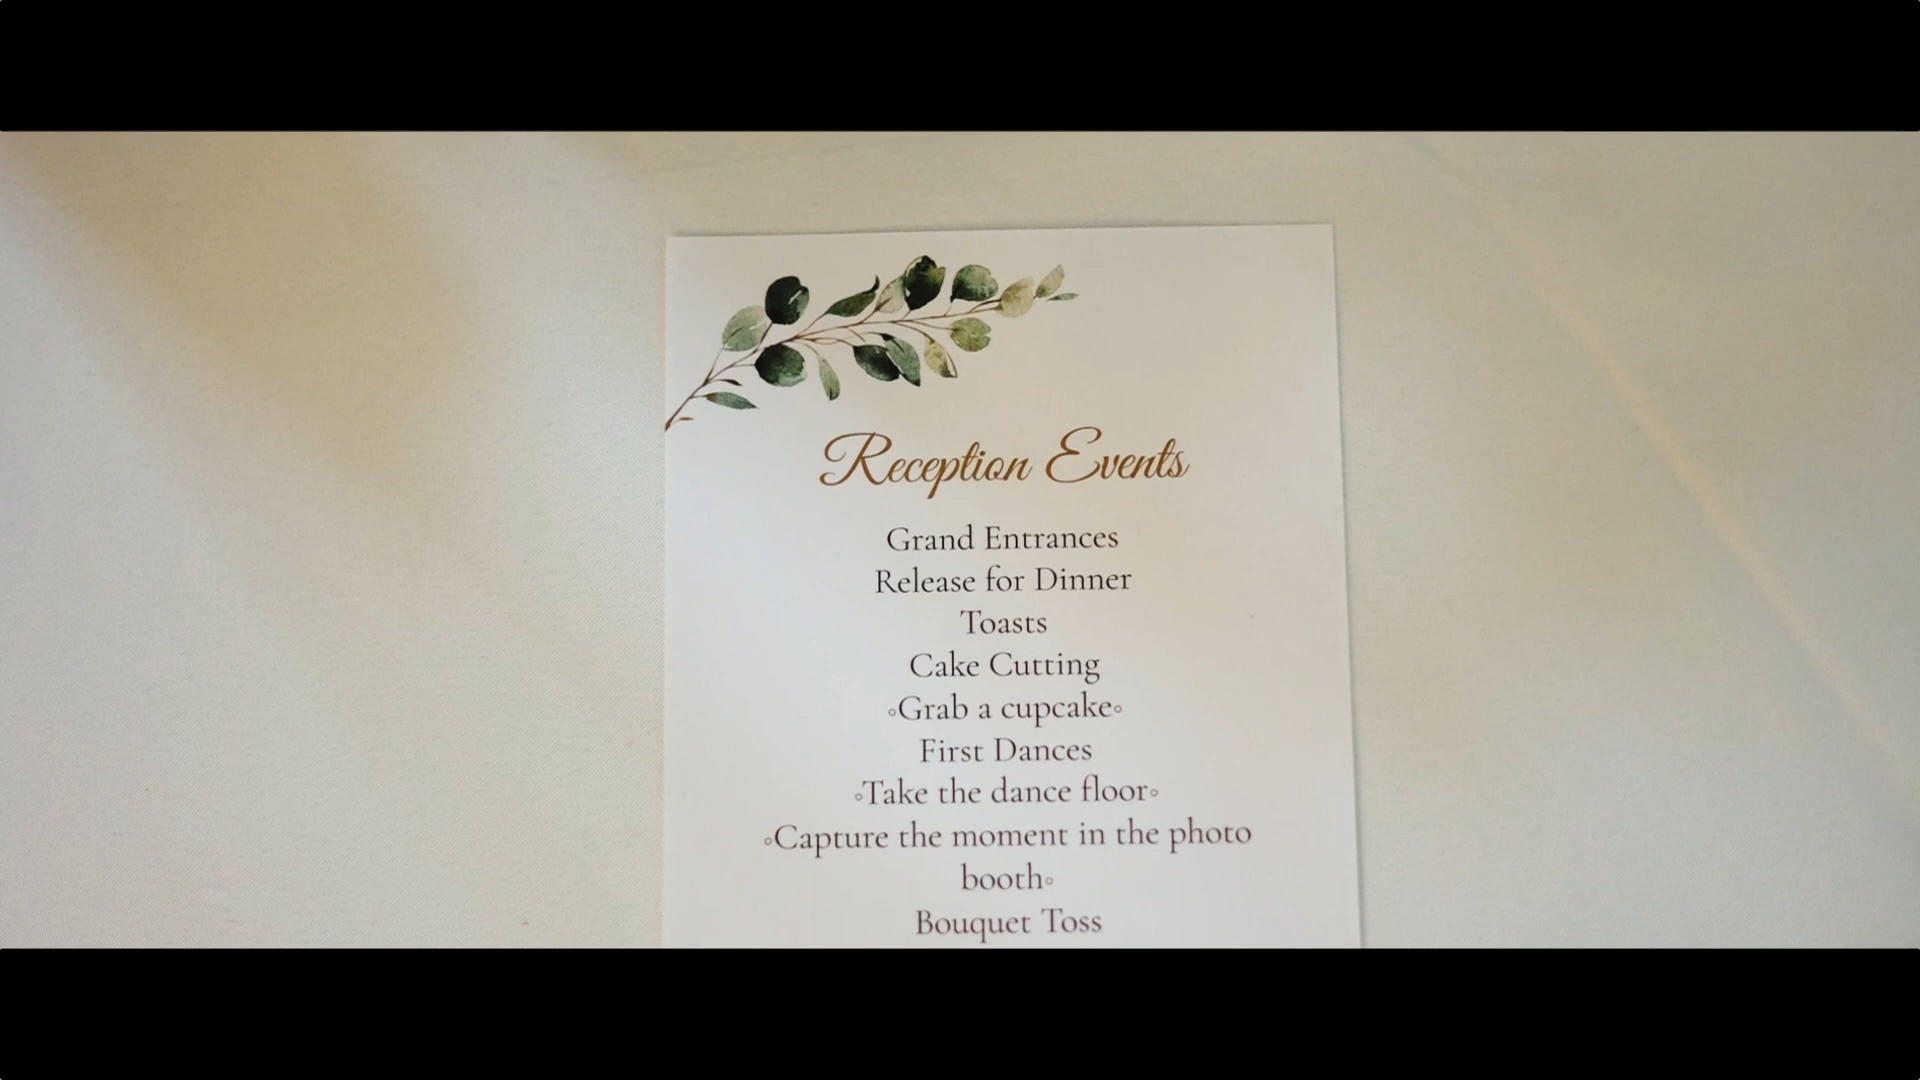 Reception Events
Grand Entrances
Release for Dinner
Toasts
Cake Cutting
◦Grab a cupcake◦
First Dances
◦Take the dance floor◦
◦Capture the moment in the photo
booth◦
Bouquet Toss